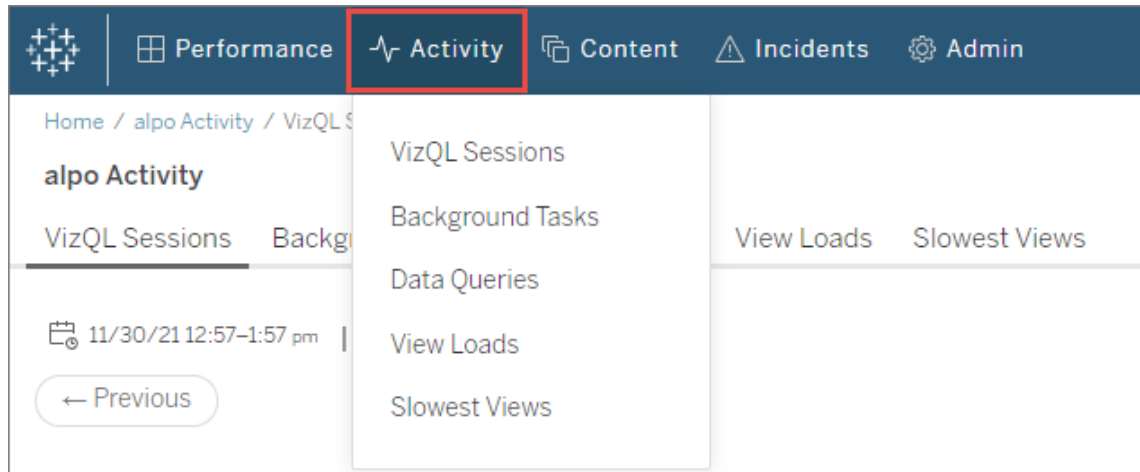 Performance Activity Content Incidents Admin
Home / alpo Activity / VizQL
alpo Activity
VizQL Sessions View Loads Slowest Views
11/30/21 12:57–1:57 pm |
← Previous
VizQL Sessions
Background Tasks
Data Queries
View Loads
Slowest Views